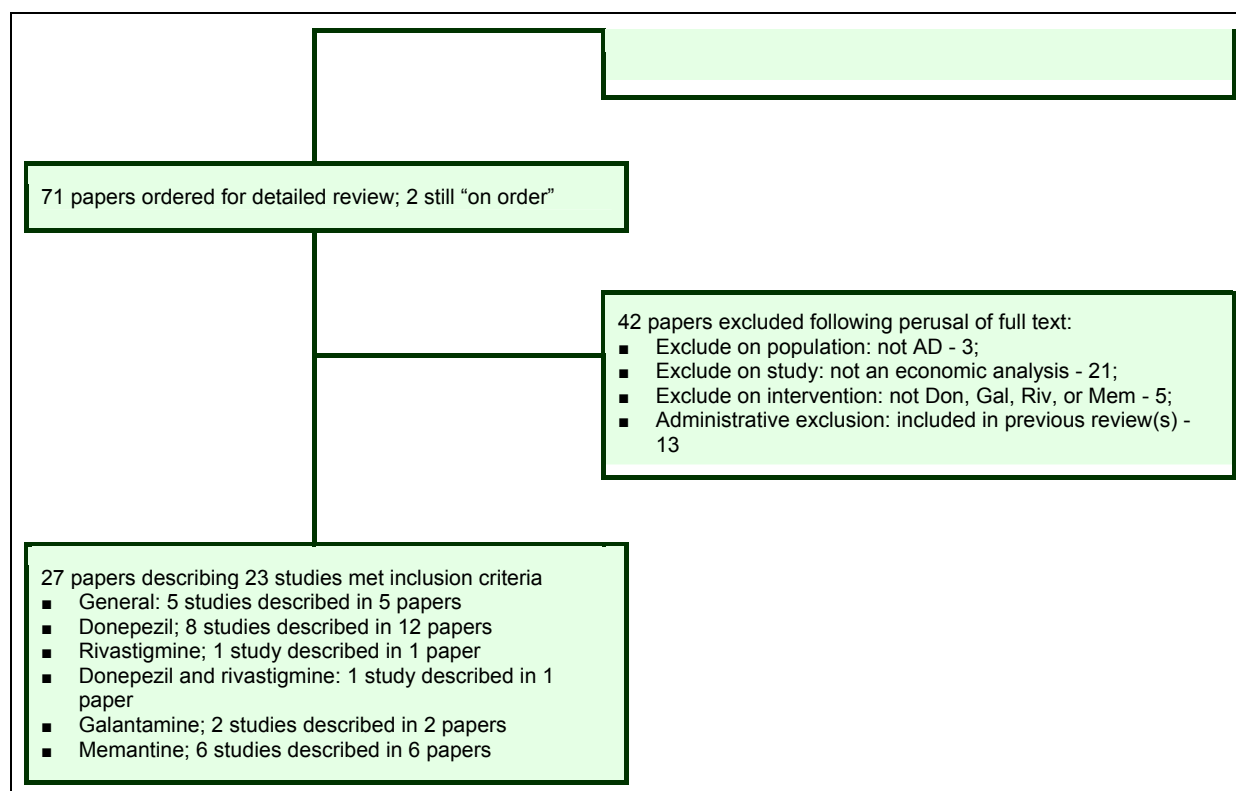 71 papers ordered for detailed review; 2 still “on order”
42 papers excluded following perusal of full text:
■ Exclude on population: not AD - 3;
■ Exclude on study: not an economic analysis - 21;
■ Exclude on intervention: not Don, Gal, Riv, or Mem - 5;
■ Administrative exclusion: included in previous review(s) -
13
27 papers describing 23 studies met inclusion criteria
■ General: 5 studies described in 5 papers
■ Donepezil; 8 studies described in 12 papers
■ Rivastigmine; 1 study described in 1 paper
■ Donepezil and rivastigmine: 1 study described in 1
paper
■ Galantamine; 2 studies described in 2 papers
■ Memantine; 6 studies described in 6 papers